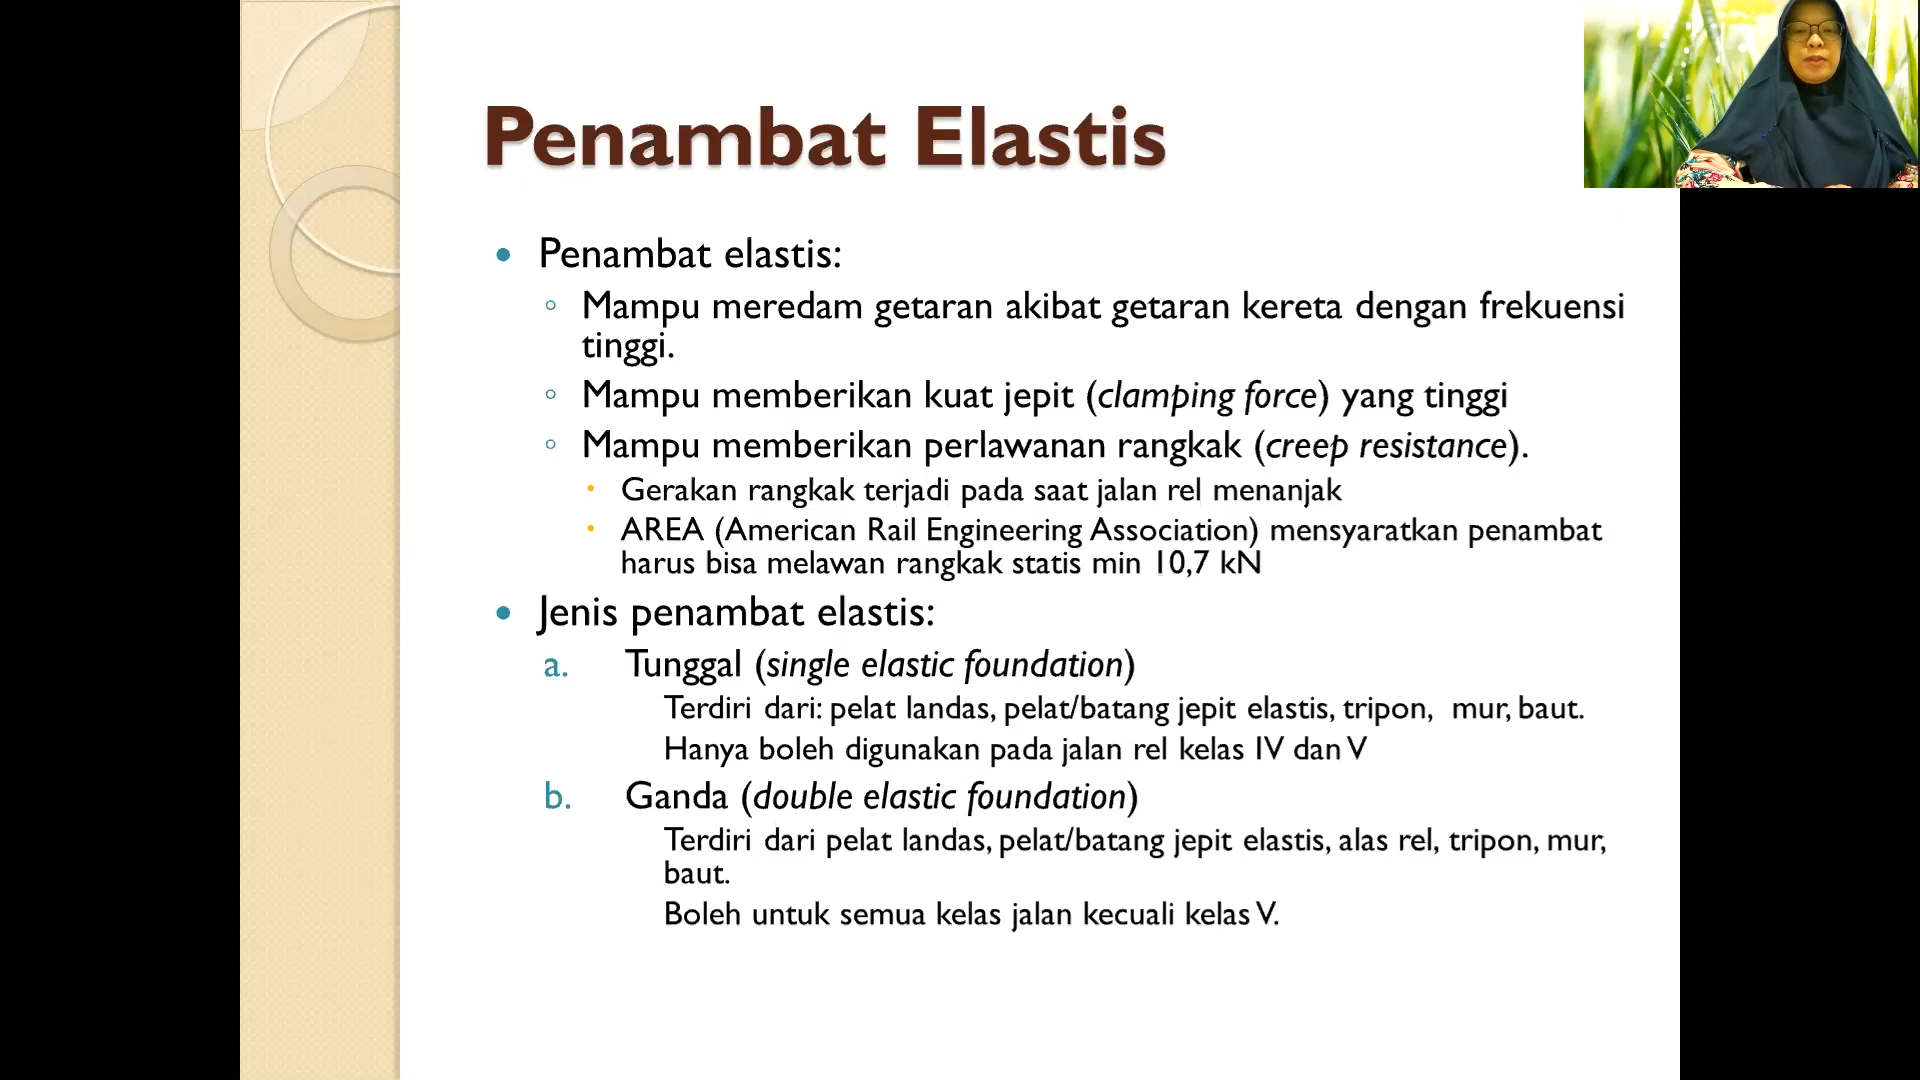 Penambat Elastis
• Penambat elastis:
◦ Mampu meredam getaran akibat getaran kereta dengan frekuensi
tinggi.
◦ Mampu memberikan kuat jepit (clamping force) yang tinggi
◦ Mampu memberikan perlawanan rangkak (creep resistance).
• Gerakan rangkak terjadi pada saat jalan rel menanjak
• AREA (American Rail Engineering Association) mensyaratkan penambat
harus bisa melawan rangkak statis min 10,7 kN
• Jenis penambat elastis:
a. Tunggal (single elastic foundation)
Terdiri dari: pelat landas, pelat/batang jepit elastis, tripon, mur, baut.
Hanya boleh digunakan pada jalan rel kelas IV dan V
b. Ganda (double elastic foundation)
Terdiri dari pelat landas, pelat/batang jepit elastis, alas rel, tripon, mur,
baut.
Boleh untuk semua kelas jalan kecuali kelas V.